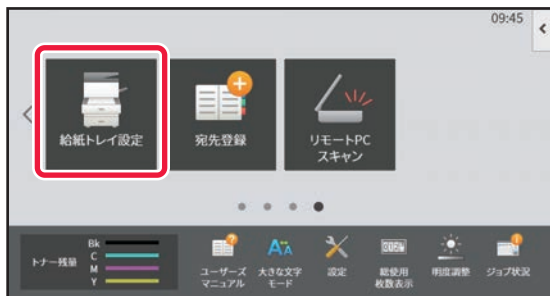 09:45
給紙トレイ設定
宛先登録
リモートPC
スキャン
トナー残量
Bk
C
M
Y
ユーザーズ
マニュアル
大きな文字
モード
設定
総使用
枚数表示
明度調整
ジョブ状況